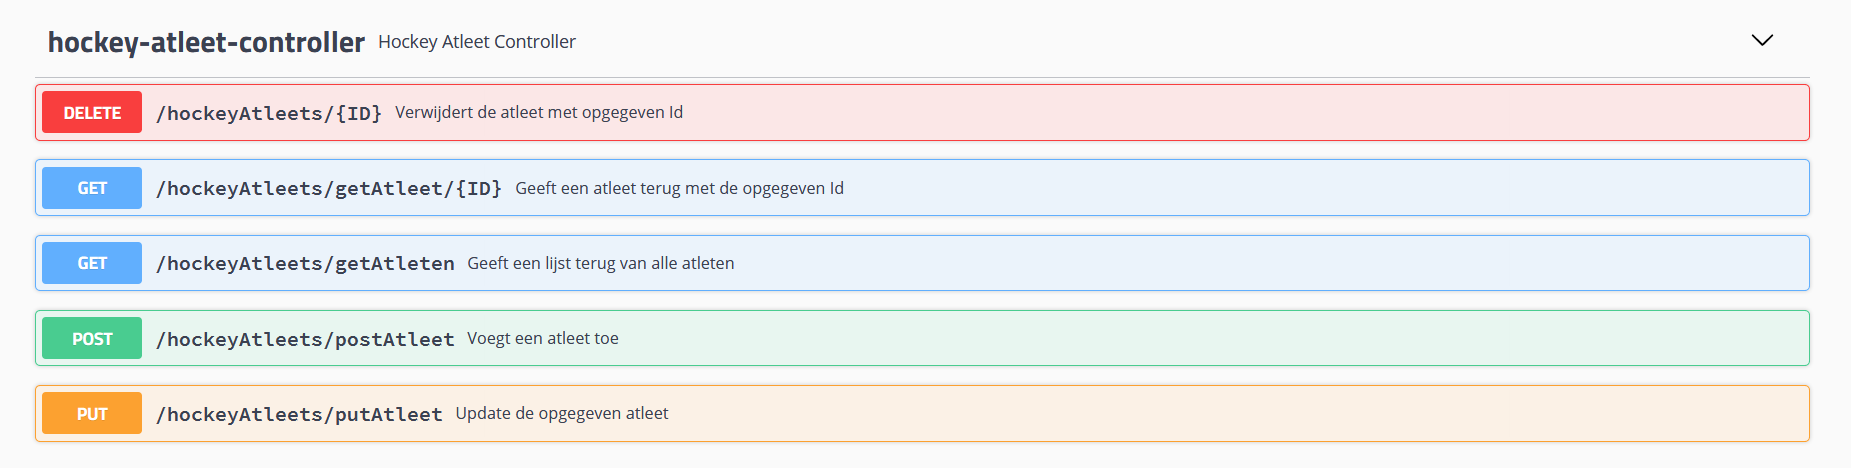 hockey-atleet-controller Hockey Atleet Controller
DELETE /hockeyAtleets/{ID} Verwijdert de atleet met opgegeven Id
GET /hockeyAtleets/getAtleet/{ID} Geeft een atleet terug met de opgegeven Id
GET /hockeyAtleets/getAtleten Geeft een lijst terug van alle atleten
POST /hockeyAtleets/postAtleet Voegt een atleet toe
PUT /hockeyAtleets/putAtleet Update de opgegeven atleet